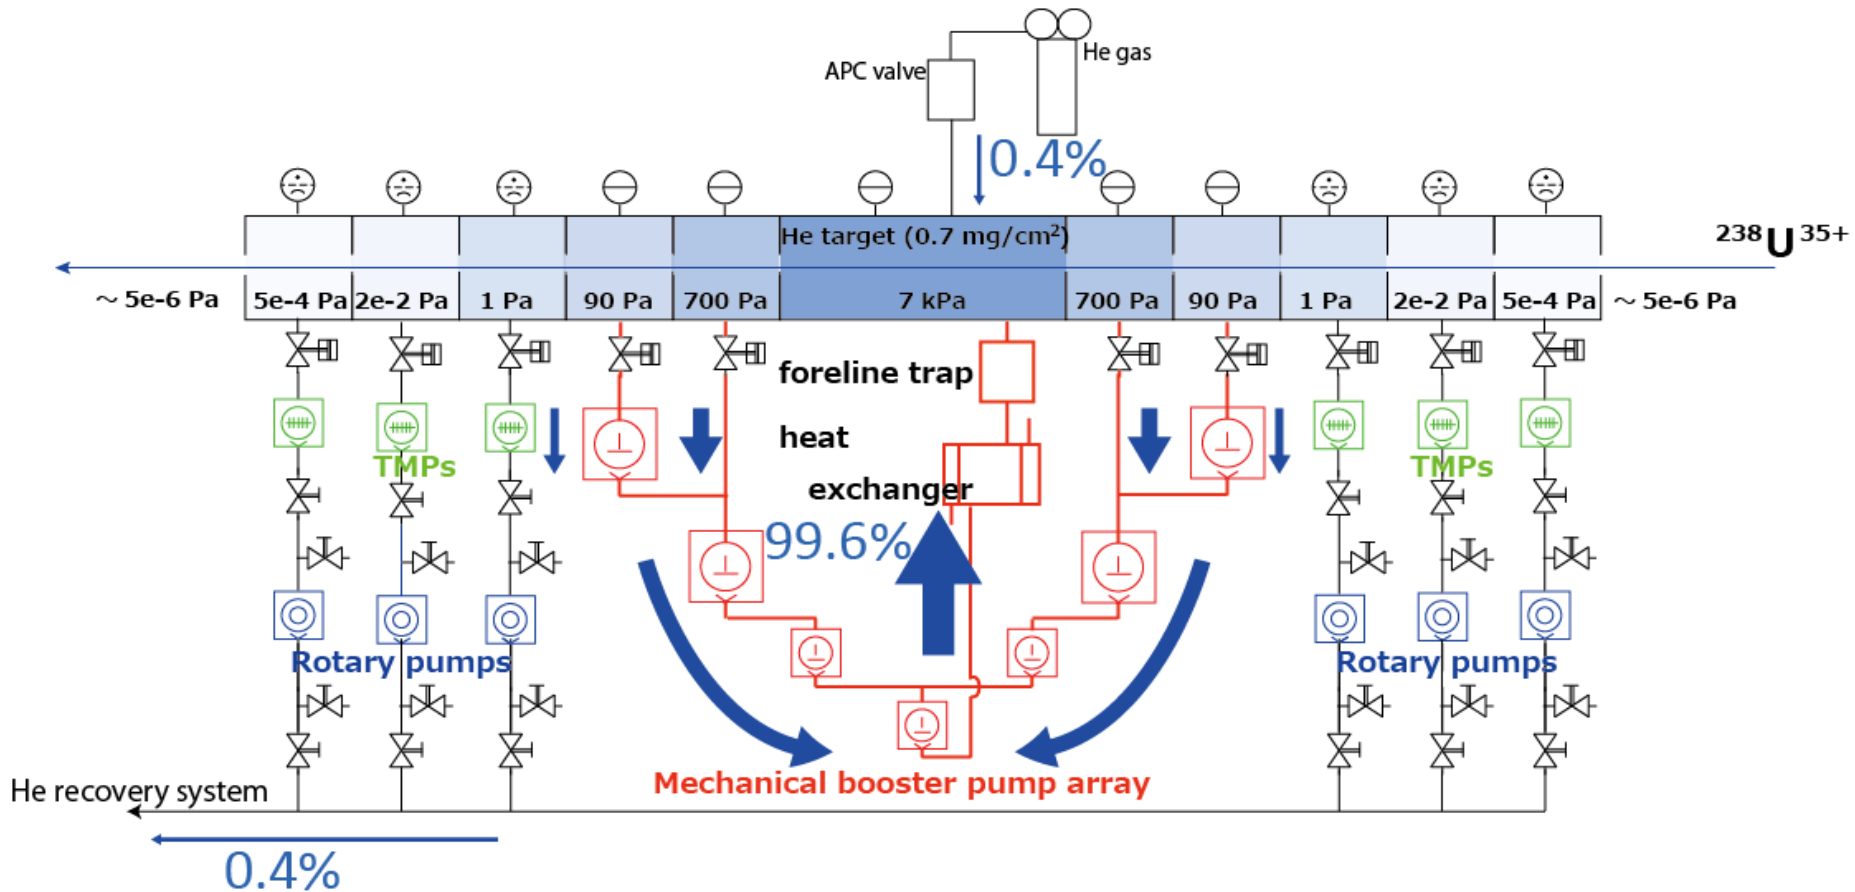 He gas
APC valve
0.4%
He target (0.7 mg/cm²)
²³⁸U³⁵⁺
~ 5e-6 Pa
5e-4 Pa
2e-2 Pa
1 Pa
90 Pa
700 Pa
7 kPa
700 Pa
90 Pa
1 Pa
2e-2 Pa
5e-4 Pa
~ 5e-6 Pa
foreline trap
heat
exchanger
TMPs
TMPs
99.6%
Rotary pumps
Rotary pumps
Mechanical booster pump array
He recovery system
0.4%